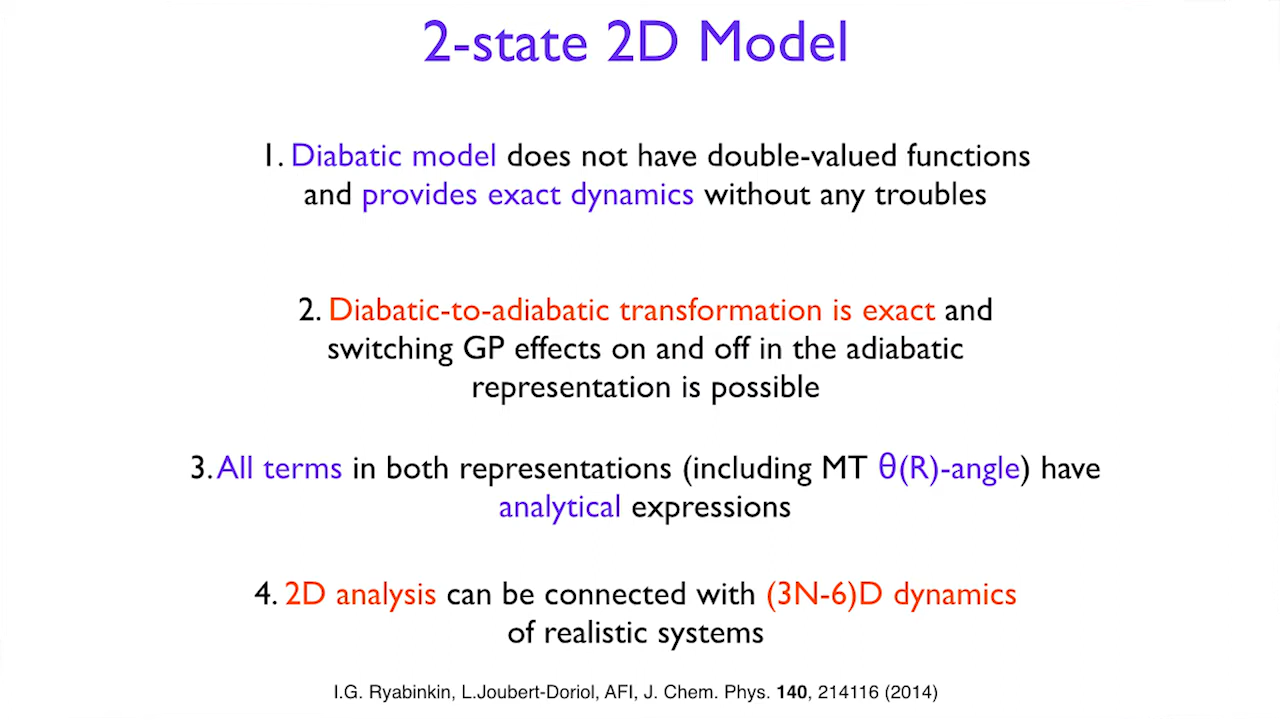 2-state 2D Model
1. Diabatic model does not have double-valued functions
and provides exact dynamics without any troubles
2. Diabatic-to-adiabatic transformation is exact and
switching GP effects on and off in the adiabatic
representation is possible
3. All terms in both representations (including MT θ(R)-angle) have
analytical expressions
4. 2D analysis can be connected with (3N-6)D dynamics
of realistic systems
I.G. Ryabinkin, L.Joubert-Doriol, AFI, J. Chem. Phys. 140, 214116 (2014)